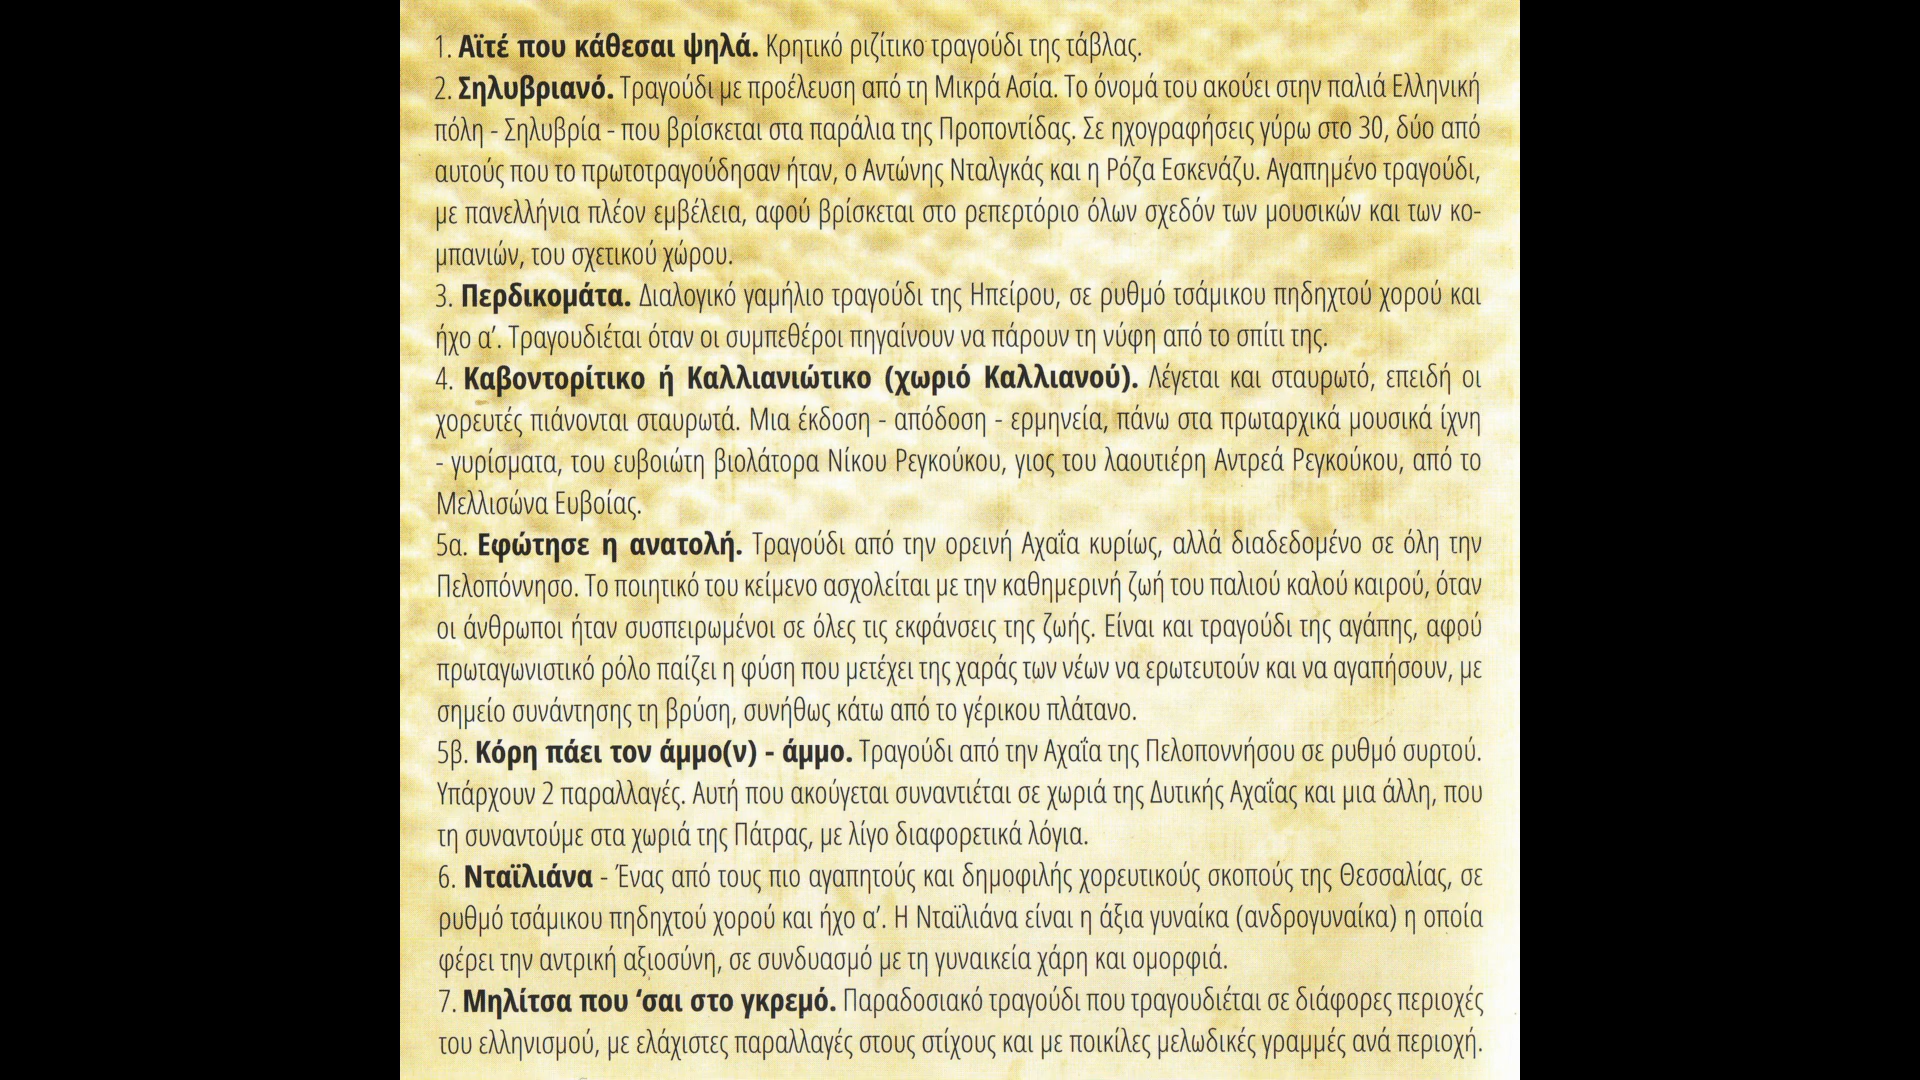 1. Αϊτέ που κάθεσαι ψηλά. Κρητικό ριζίτικο τραγούδι της τάβλας.
2. Σηλυβριανό. Τραγούδι με προέλευση από τη Μικρά Ασία. Το όνομά του ακούει στην παλιά Ελληνική
πόλη - Σηλυβρία - που βρίσκεται στα παράλια της Προποντίδας. Σε ηχογραφήσεις γύρω στο 30, δύο από
αυτούς που το πρωτοτραγούδησαν ήταν, ο Αντώνης Νταλγκάς και η Ρόζα Εσκενάζυ. Αγαπημένο τραγούδι,
με πανελλήνια πλέον εμβέλεια, αφού βρίσκεται στο ρεπερτόριο όλων σχεδόν των μουσικών και των κο-
μπανιών, του σχετικού χώρου.
3. Περδικομάτα. Διαλογικό γαμήλιο τραγούδι της Ηπείρου, σε ρυθμό τσάμικου πηδηχτού χορού και
ήχο α’. Τραγουδιέται όταν οι συμπεθέροι πηγαίνουν να πάρουν τη νύφη από το σπίτι της.
4. Καβοντορίτικο ή Καλλιανιώτικο (χωριό Καλλιανού). Λέγεται και σταυρωτό, επειδή οι
χορευτές πιάνονται σταυρωτά. Μια έκδοση - απόδοση - ερμηνεία, πάνω στα πρωταρχικά μουσικά ίχνη
- γυρίσματα, του ευβοιώτη βιολάτορα Νίκου Ρεγκούκου, γιος του λαουτιέρη Αντρεά Ρεγκούκου, από το
Μελλισώνα Ευβοίας.
5α. Εφώτησε η ανατολή. Τραγούδι από την ορεινή Αχαΐα κυρίως, αλλά διαδεδομένο σε όλη την
Πελοπόννησο. Το ποιητικό του κείμενο ασχολείται με την καθημερινή ζωή του παλιού καλού καιρού, όταν
οι άνθρωποι ήταν συσπειρωμένοι σε όλες τις εκφάνσεις της ζωής. Είναι και τραγούδι της αγάπης, αφού
πρωταγωνιστικό ρόλο παίζει η φύση που μετέχει της χαράς των νέων να ερωτευτούν και να αγαπήσουν, με
σημείο συνάντησης τη βρύση, συνήθως κάτω από το γέρικου πλάτανο.
5β. Κόρη πάει τον άμμο(ν) - άμμο. Τραγούδι από την Αχαΐα της Πελοποννήσου σε ρυθμό συρτού.
Υπάρχουν 2 παραλλαγές. Αυτή που ακούγεται συναντιέται σε χωριά της Δυτικής Αχαΐας και μια άλλη, που
τη συναντούμε στα χωριά της Πάτρας, με λίγο διαφορετικά λόγια.
6. Νταϊλιάνα - Ένας από τους πιο αγαπητούς και δημοφιλής χορευτικούς σκοπούς της Θεσσαλίας, σε
ρυθμό τσάμικου πηδηχτού χορού και ήχο α’. Η Νταϊλιάνα είναι η άξια γυναίκα (ανδρογυναίκα) η οποία
φέρει την αντρική αξιοσύνη, σε συνδυασμό με τη γυναικεία χάρη και ομορφιά.
7. Μηλίτσα που ‘σαι στο γκρεμό. Παραδοσιακό τραγούδι που τραγουδιέται σε διάφορες περιοχές
του ελληνισμού, με ελάχιστες παραλλαγές στους στίχους και με ποικίλες μελωδικές γραμμές ανά περιοχή.